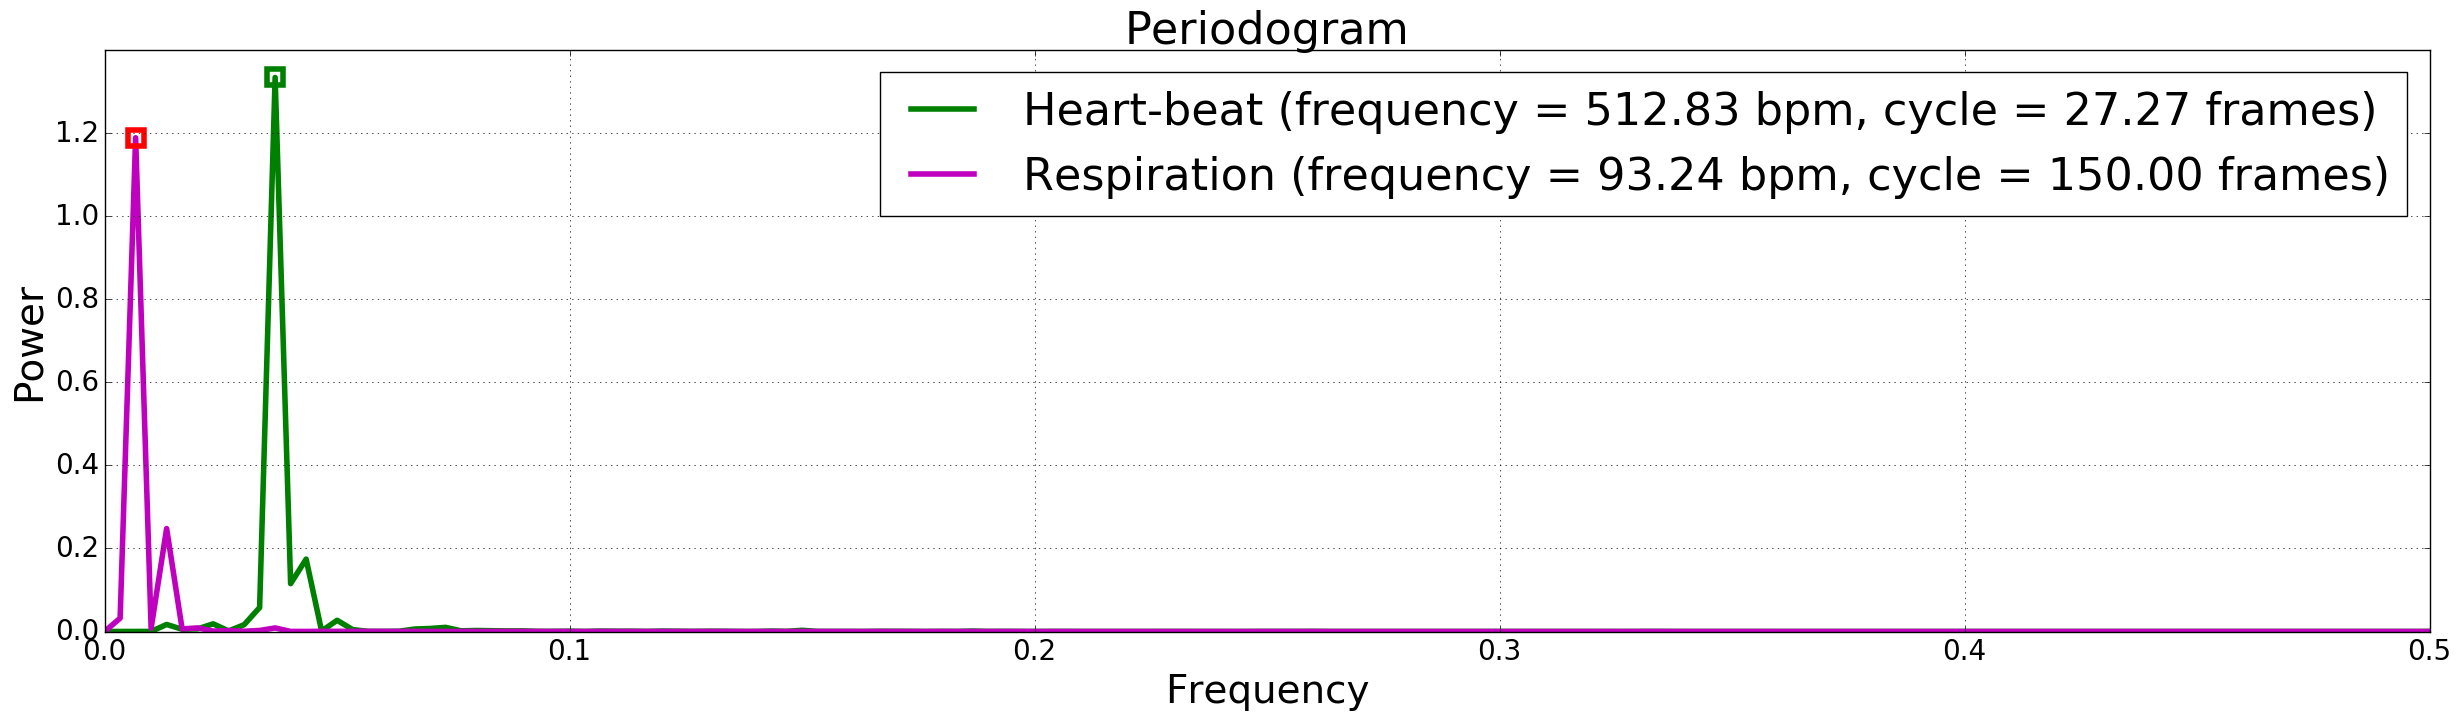 Periodogram
Heart-beat (frequency = 512.83 bpm, cycle = 27.27 frames)
Respiration (frequency = 93.24 bpm, cycle = 150.00 frames)
Power
1.2
1.0
0.8
0.6
0.4
0.2
0.0
0.0 0.1 0.2 0.3 0.4 0.5
Frequency